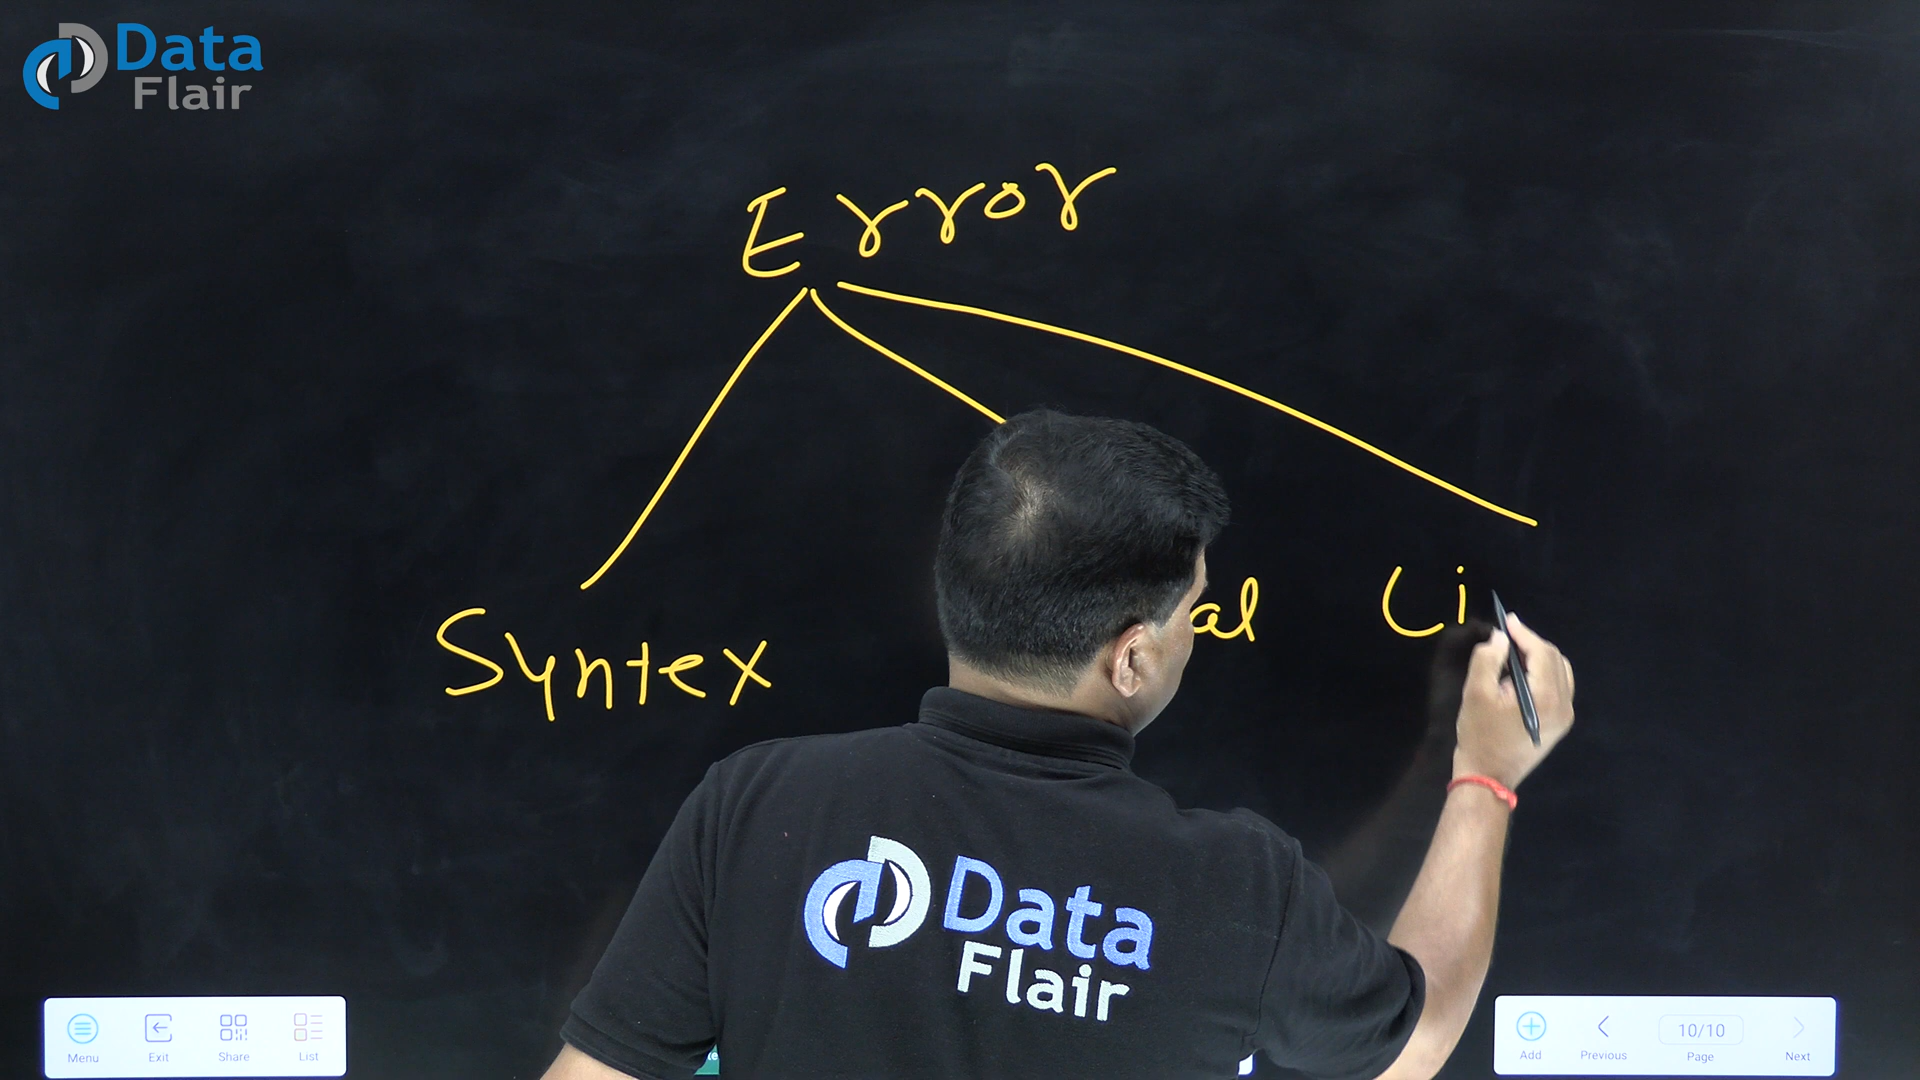 Data
Flair
Error
Syntex
al Li
Data
Flair
Menu Exit Share List
Add Previous 10/10 Page Next